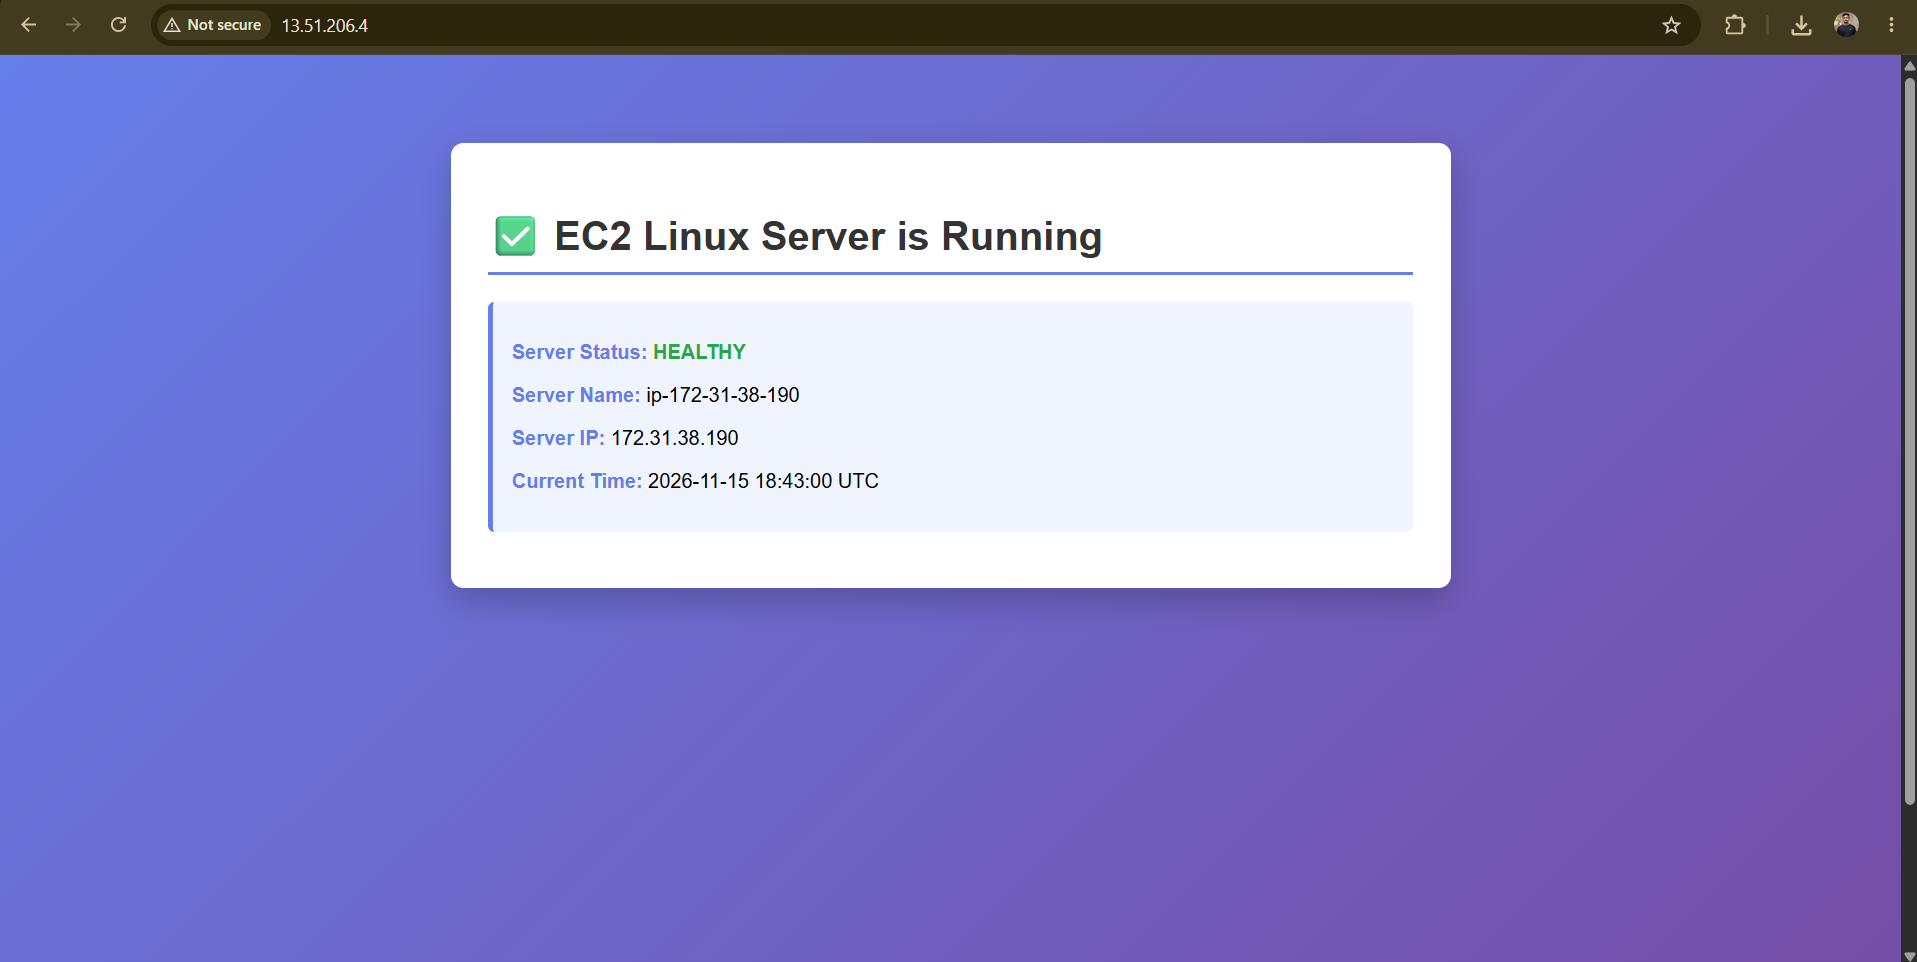 Not secure 13.51.206.4
✅ EC2 Linux Server is Running
Server Status: HEALTHY
Server Name: ip-172-31-38-190
Server IP: 172.31.38.190
Current Time: 2026-11-15 18:43:00 UTC